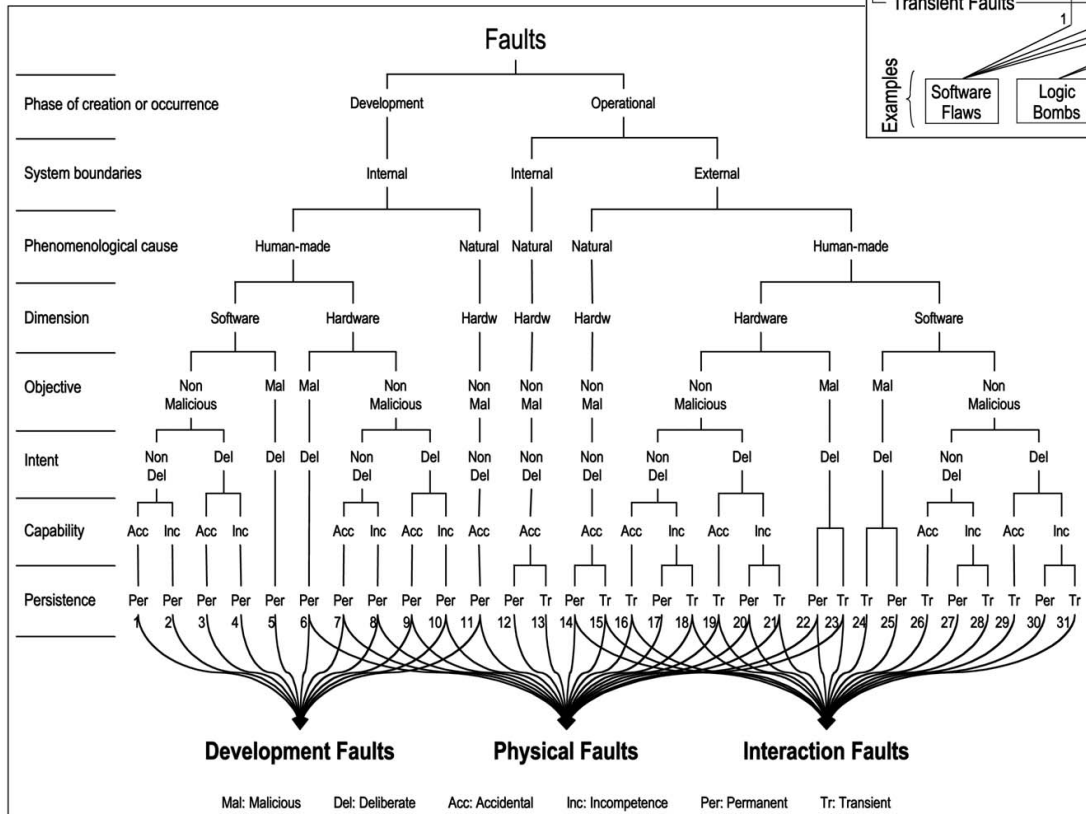 Transient Faults
1
Examples
Software Flaws
Logic Bombs
Faults
Phase of creation or occurrence
Development Operational
System boundaries
Internal Internal External
Phenomenological cause
Human-made Natural Natural Natural Human-made
Dimension
Software Hardware Hardw Hardw Hardw Hardware Software
Objective
Non Mal Mal Non Non Non Non Non Mal Mal Non
Malicious Malicious Mal Mal Mal Malicious Malicious
Intent
Non Del Del Del Non Del Non Non Non Non Del Del Del Non Del
Del Del Del Del Del Del Del
Capability
Acc Inc Acc Inc Acc Inc Acc Inc Acc Acc Acc Acc Inc Acc Inc Acc Inc Acc Inc
Persistence
Per Per Per Per Per Per Per Per Per Per Per Per Tr Per Tr Tr Per Tr Tr Per Tr Per Tr Tr Per Tr Per Tr Tr Per Tr
1 2 3 4 5 6 7 8 9 10 11 12 13 14 15 16 17 18 19 20 21 22 23 24 25 26 27 28 29 30 31
Development Faults Physical Faults Interaction Faults
Mal: Malicious Del: Deliberate Acc: Accidental Inc: Incompetence Per: Permanent Tr: Transient